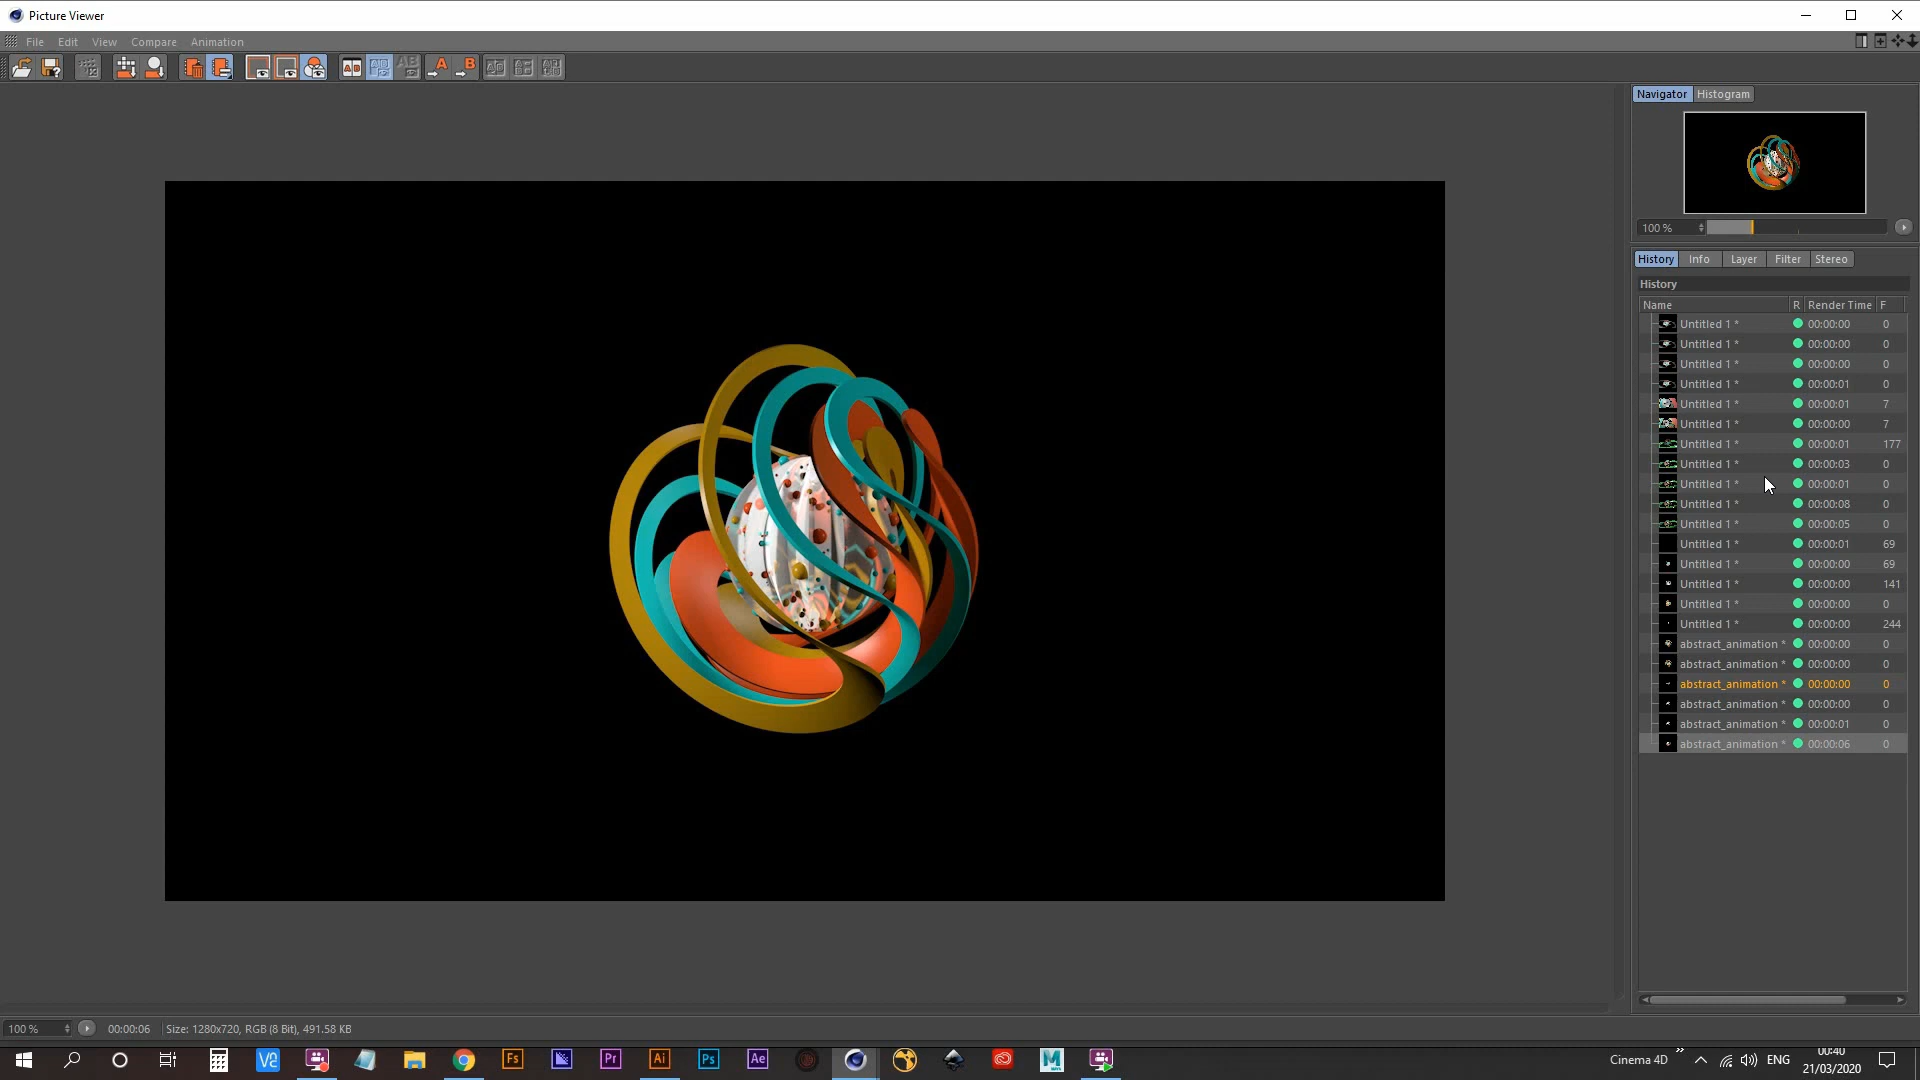 Picture Viewer
File Edit View Compare Animation
A B
Navigator Histogram
100 %
History Info Layer Filter Stereo
History
Name R Render Time F
Untitled 1 * 00:00:00 0
Untitled 1 * 00:00:00 0
Untitled 1 * 00:00:00 0
Untitled 1 * 00:00:01 0
Untitled 1 * 00:00:01 7
Untitled 1 * 00:00:00 7
Untitled 1 * 00:00:01 177
Untitled 1 * 00:00:03 0
Untitled 1 * 00:00:01 0
Untitled 1 * 00:00:08 0
Untitled 1 * 00:00:05 0
Untitled 1 * 00:00:01 69
Untitled 1 * 00:00:00 69
Untitled 1 * 00:00:00 141
Untitled 1 * 00:00:00 0
Untitled 1 * 00:00:00 244
abstract_animation * 00:00:00 0
abstract_animation * 00:00:00 0
abstract_animation * 00:00:00 0
abstract_animation * 00:00:00 0
abstract_animation * 00:00:01 0
abstract_animation * 00:00:06 0
100 % 00:00:06 Size: 1280x720, RGB (8 Bit), 491.58 KB
Fs Pr Ai Ps Ae M Cinema 4D ENG 00:40
21/03/2020